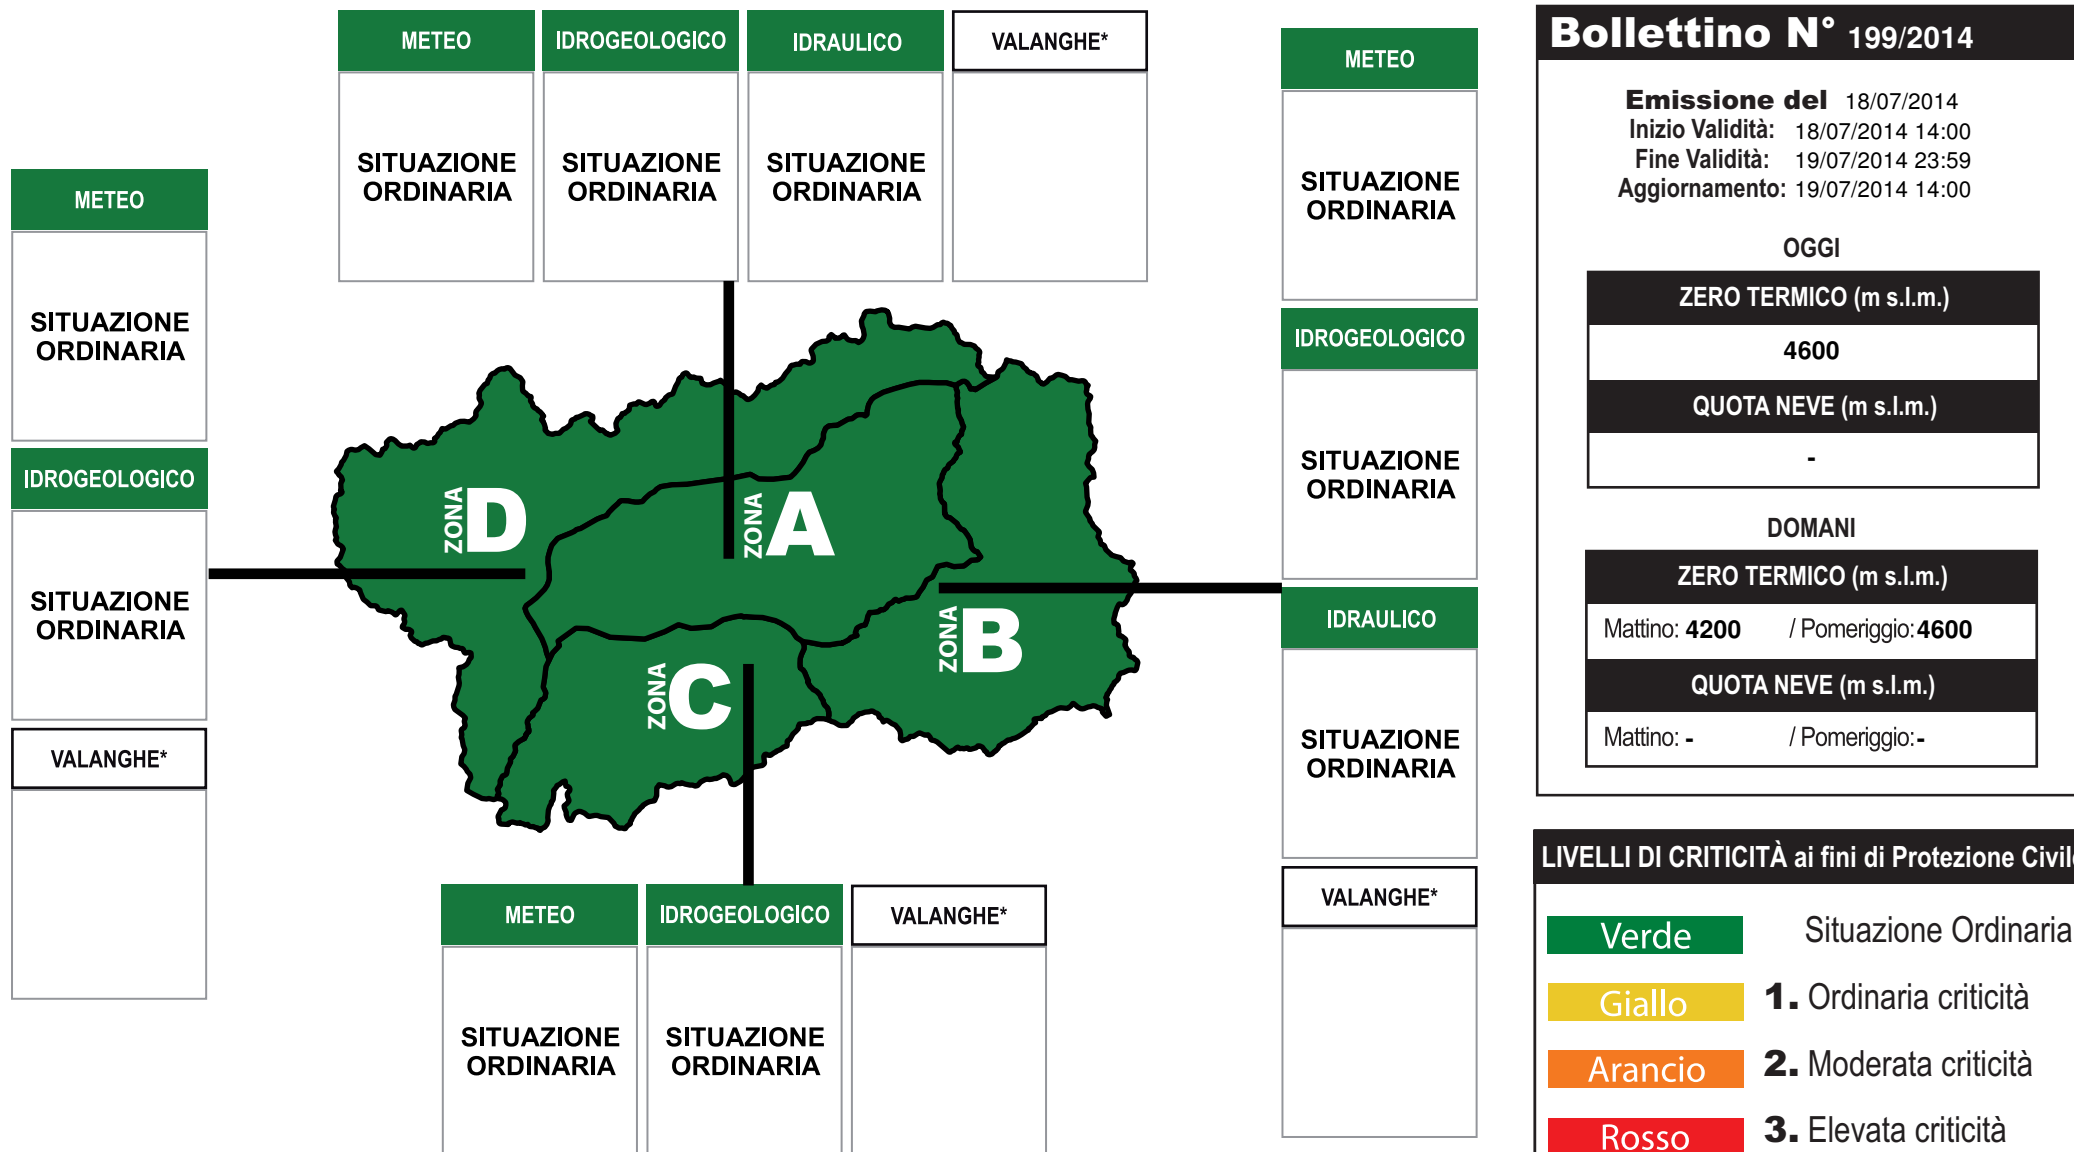 METEO
IDROGEOLOGICO
IDRAULICO
VALANGHE*
SITUAZIONE
ORDINARIA
SITUAZIONE
ORDINARIA
SITUAZIONE
ORDINARIA
METEO
SITUAZIONE
ORDINARIA
IDROGEOLOGICO
SITUAZIONE
ORDINARIA
VALANGHE*
ZONA D
ZONA A
ZONA B
ZONA C
METEO
SITUAZIONE
ORDINARIA
IDROGEOLOGICO
SITUAZIONE
ORDINARIA
IDRAULICO
SITUAZIONE
ORDINARIA
VALANGHE*
METEO
IDROGEOLOGICO
VALANGHE*
SITUAZIONE
ORDINARIA
SITUAZIONE
ORDINARIA
Bollettino N° 199/2014
Emissione del 18/07/2014
Inizio Validità: 18/07/2014 14:00
Fine Validità: 19/07/2014 23:59
Aggiornamento: 19/07/2014 14:00
OGGI
ZERO TERMICO (m s.l.m.)
4600
QUOTA NEVE (m s.l.m.)
-
DOMANI
ZERO TERMICO (m s.l.m.)
Mattino: 4200 / Pomeriggio: 4600
QUOTA NEVE (m s.l.m.)
Mattino: - / Pomeriggio: -
LIVELLI DI CRITICITÀ ai fini di Protezione Civile
Verde Situazione Ordinaria
Giallo 1. Ordinaria criticità
Arancio 2. Moderata criticità
Rosso 3. Elevata criticità